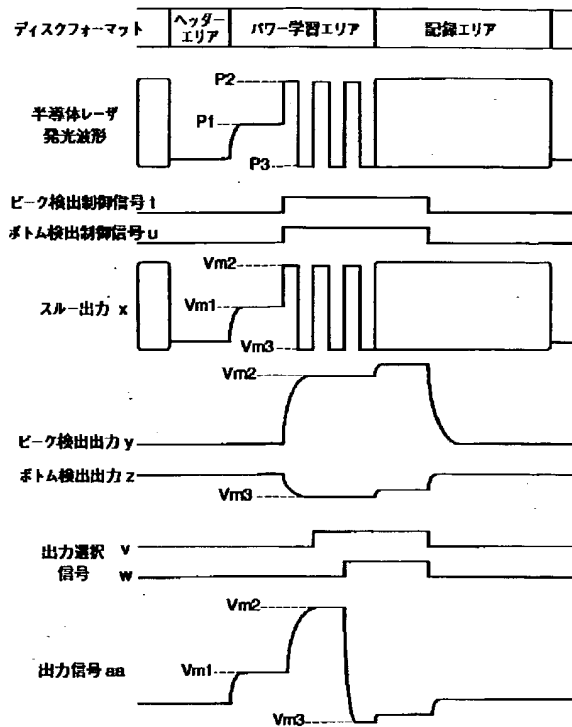 ディスクフォーマット
ヘッダー
エリア
パワー学習エリア
記録エリア
P2
P1
P3
半導体レーザ
発光波形
ピーク検出制御信号 t
ボトム検出制御信号 u
Vm2
Vm1
Vm3
スルー出力 x
Vm2
ピーク検出出力 y
ボトム検出出力 z
Vm3
出力選択
信号
v
w
Vm2
Vm1
出力信号 aa
Vm3